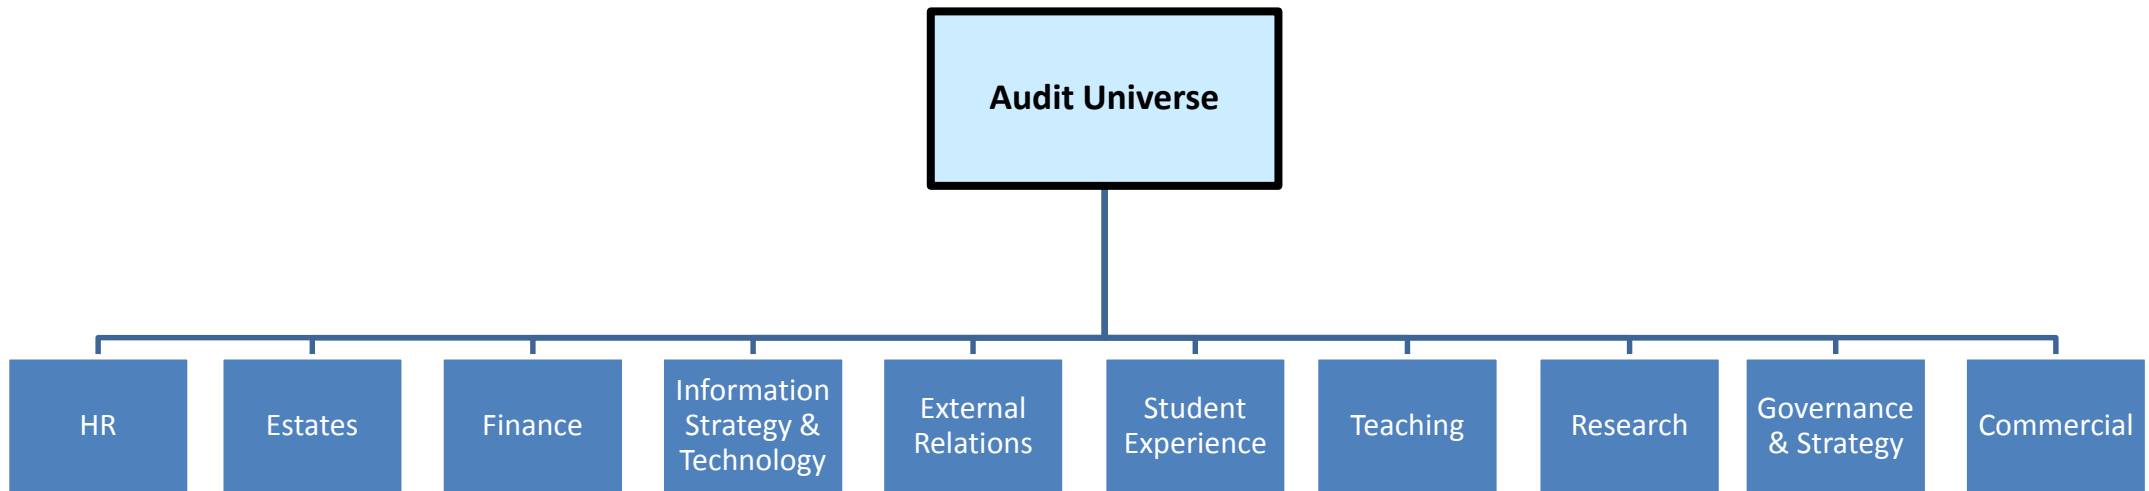 Audit Universe
HR
Estates
Finance
Information
Strategy &
Technology
External
Relations
Student
Experience
Teaching
Research
Governance
& Strategy
Commercial